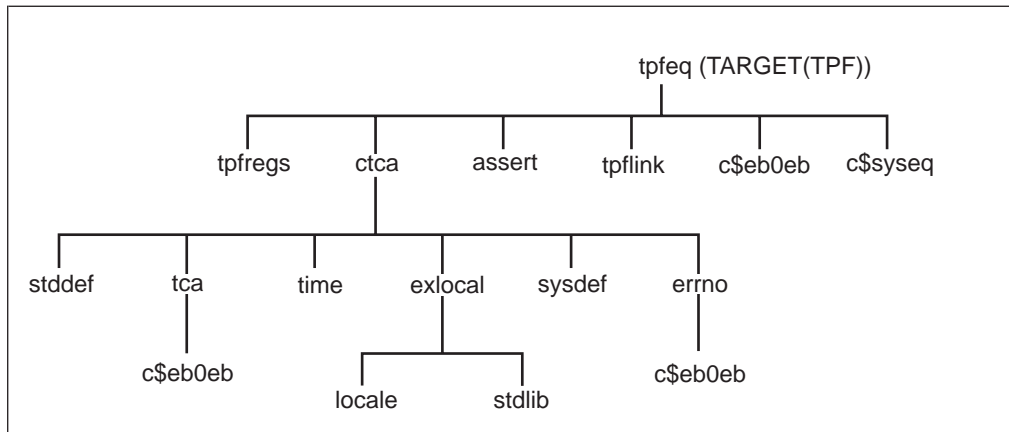 tpfeq (TARGET(TPF))
tpfregs ctca assert tpflink c$eb0eb c$syseq
stddef tca time exlocal sysdef errno
c$eb0eb c$eb0eb
locale stdlib